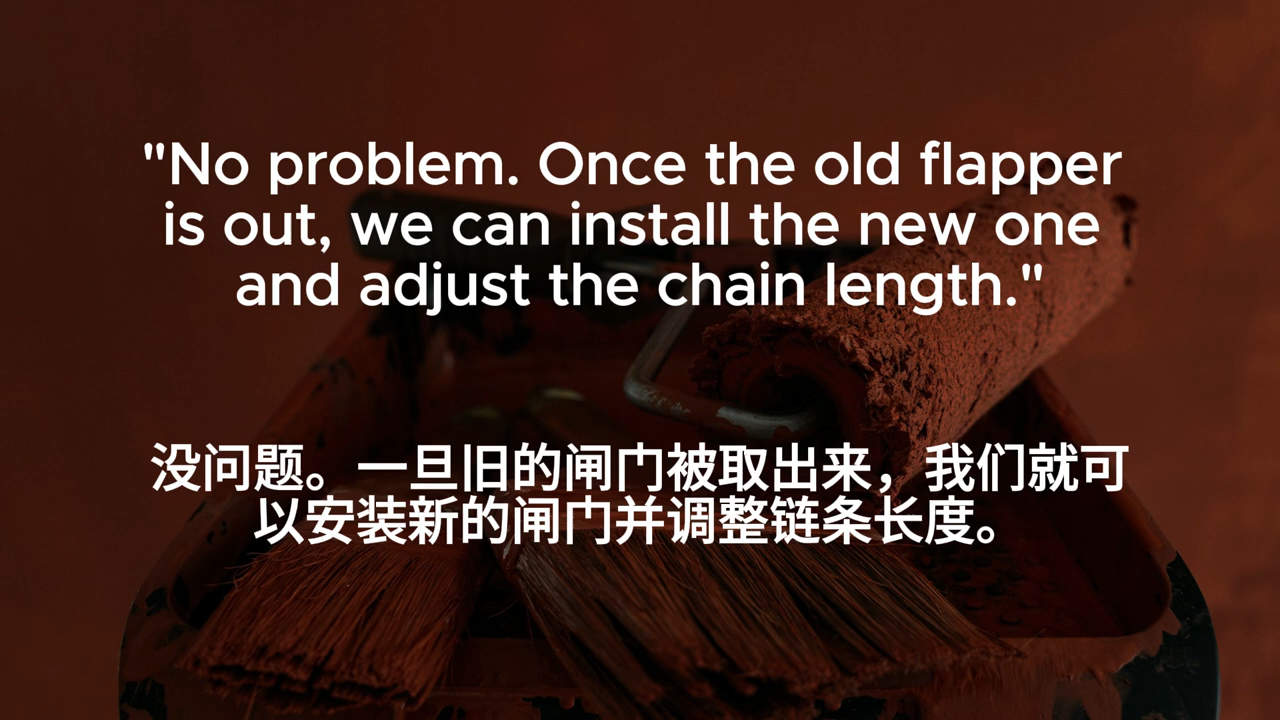 "No problem. Once the old flapper
is out, we can install the new one
and adjust the chain length."
没问题。一旦旧的闸门被取出来，我们就可
以安装新的闸门并调整链条长度。